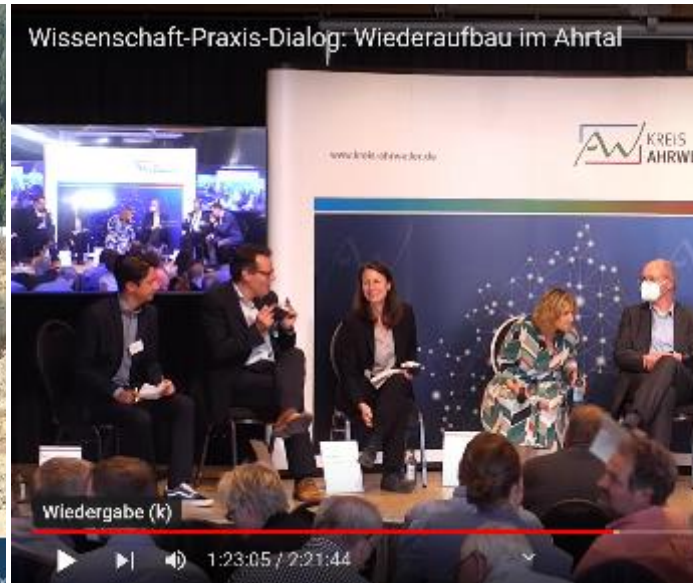 Wissenschaft-Praxis-Dialog: Wiederaufbau im Ahrtal
www.kreis-ahrweiler.de
AW KREIS
AHRWE
Wiedergabe (k)
1:23:05 / 2:21:44